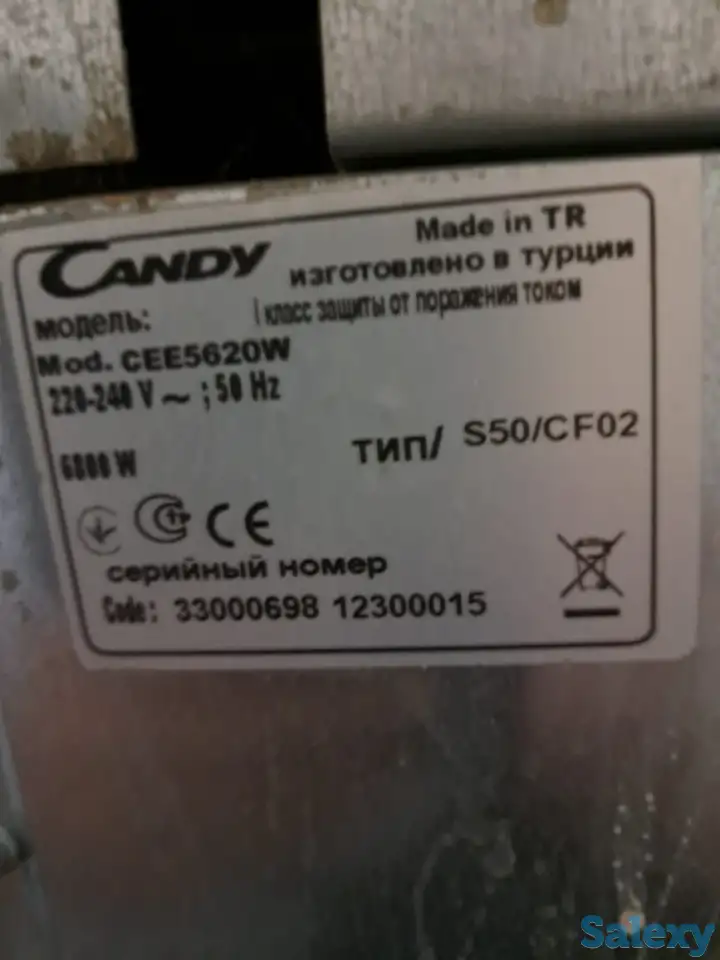 CANDY
Made in TR
изготовлено в турции
I класс защиты от поражения током
модель:
Mod. CEE5620W
220-240 V ~ ; 50 Hz
6800 W
тип/ S50/CF02
CE
серийный номер
Code: 33000698 12300015
Salexy